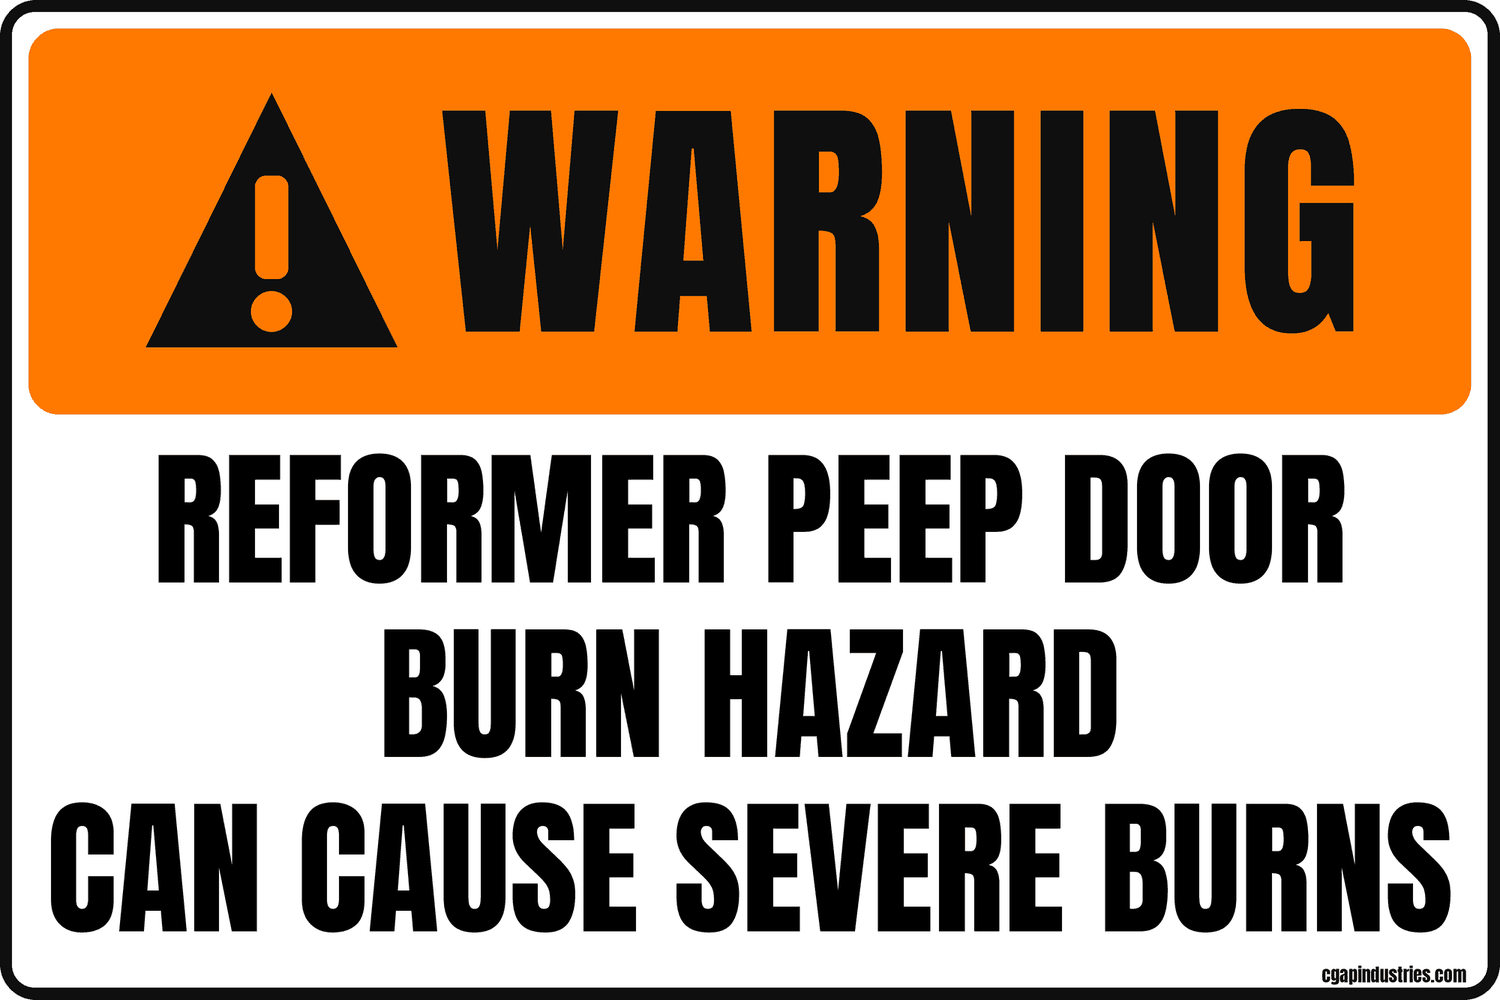 WARNING
REFORMER PEEP DOOR
BURN HAZARD
CAN CAUSE SEVERE BURNS
cgapindustries.com